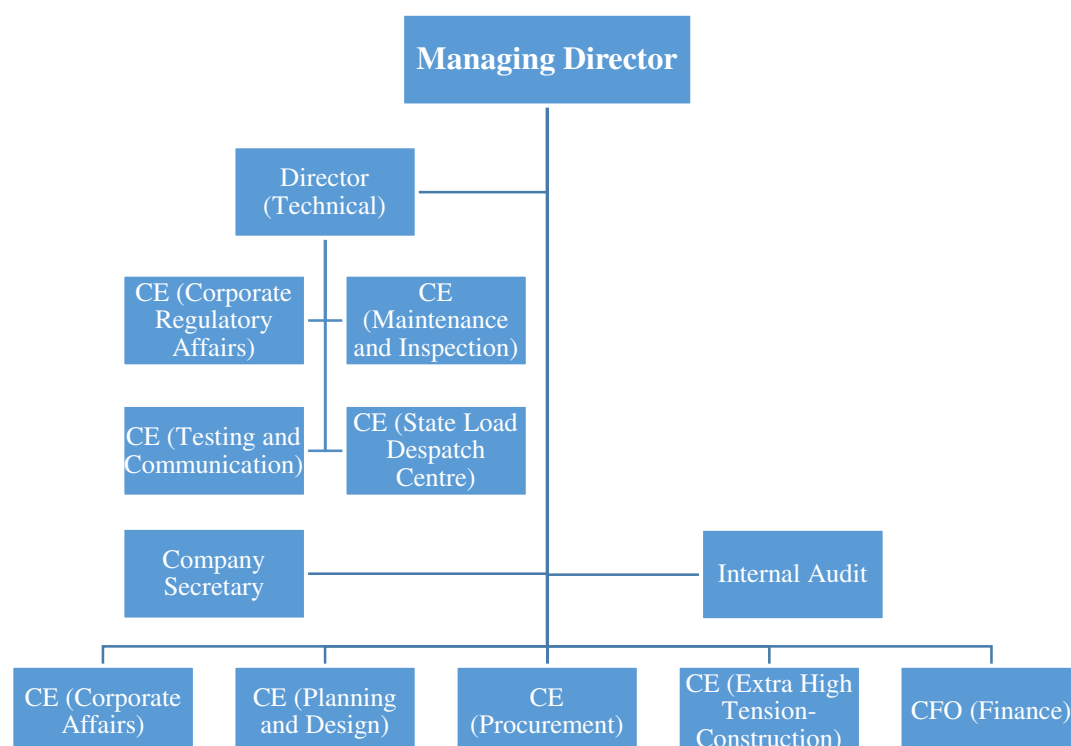 Managing Director
Director
(Technical)
CE (Corporate
Regulatory
Affairs)
CE
(Maintenance
and Inspection)
CE (Testing and
Communication)
CE (State Load
Despatch
Centre)
Company
Secretary
Internal Audit
CE (Corporate
Affairs)
CE (Planning
and Design)
CE
(Procurement)
CE (Extra High
Tension-
Construction)
CFO (Finance)